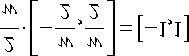 2/m · [-m/2, m/2] = [-1,1]